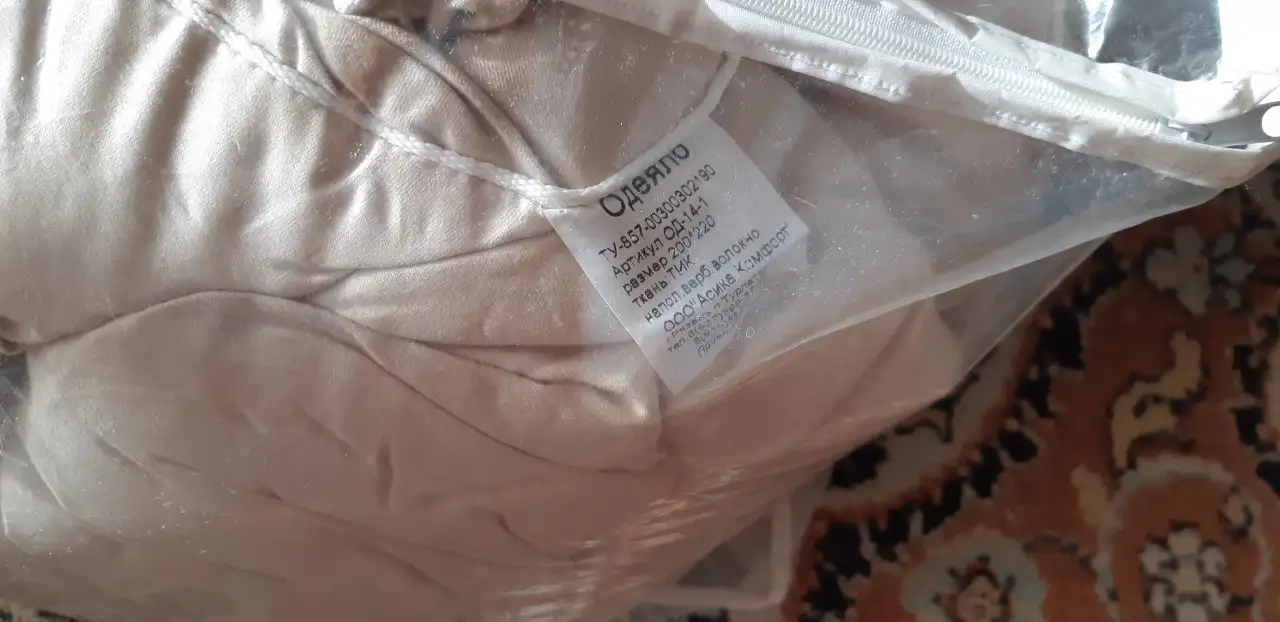 Одеяло
ТУ-857-00300302190
Артикул ОД-14-1
размер 200*220
ткань ТИК
напол.верб.волокно
ООО"Асика Комфорт